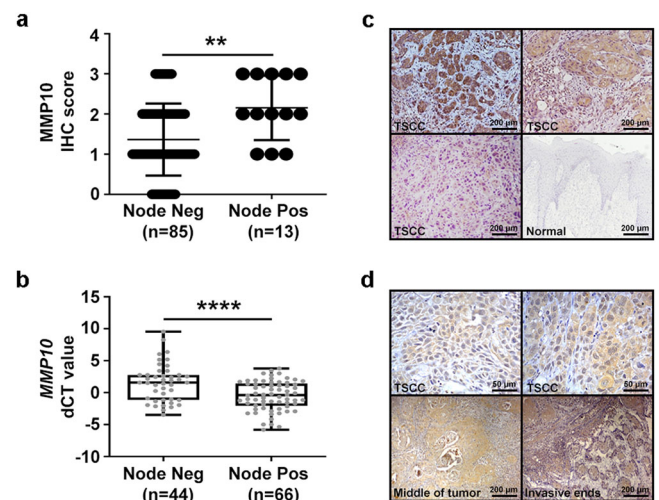 a
MMP10
IHC score
4
3
2
1
0
**
Node Neg
(n=85)
Node Pos
(n=13)
b
MMP10
dCT value
15
10
5
0
-5
-10
****
Node Neg
(n=44)
Node Pos
(n=66)
c
TSCC
200 µm
TSCC
200 µm
TSCC
200 µm
Normal
200 µm
d
TSCC
50 µm
TSCC
50 µm
Middle of tumor
200 µm
Invasive ends
200 µm